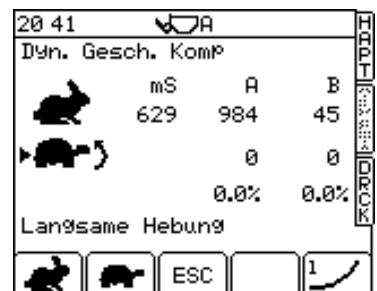 20 41 A
Dyn. Gesch. Komp
mS A B
629 984 45
0 0
0.0% 0.0%
Langsame Hebung
ESC 1
HAPT
DRCK